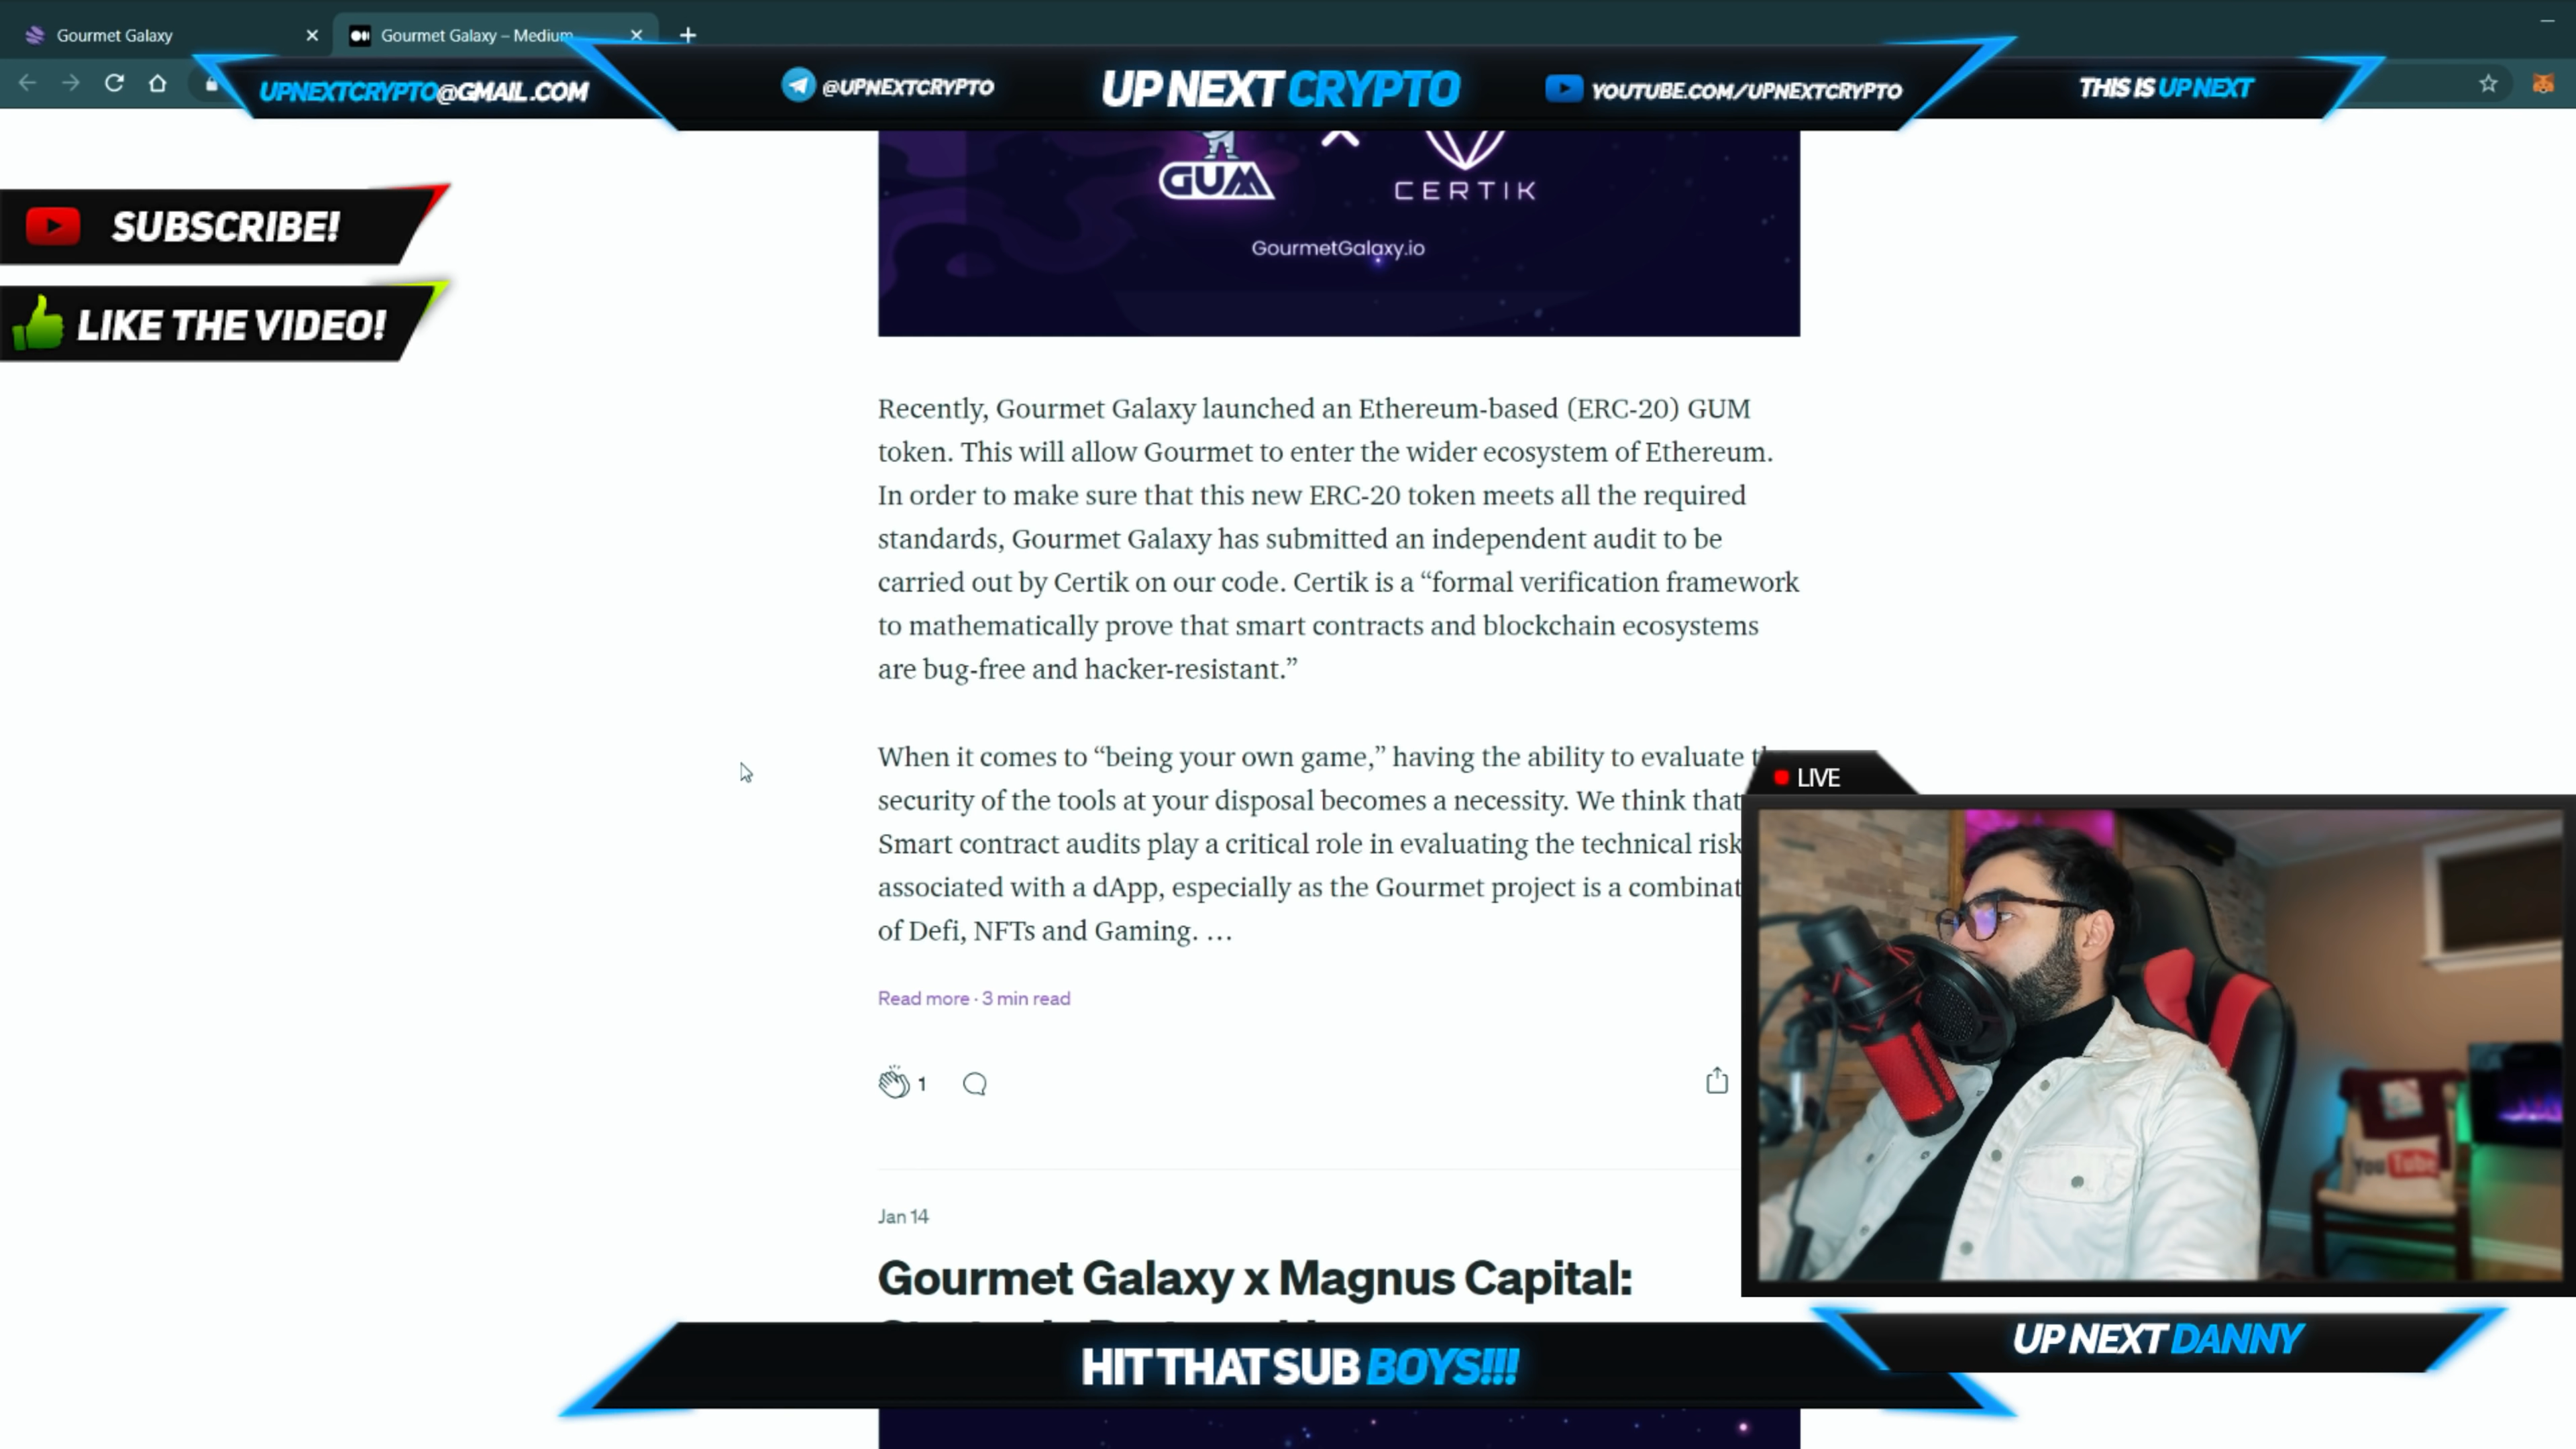 Gourmet Galaxy
Gourmet Galaxy – Medium
UPNEXTCRYPTO@GMAIL.COM
@UPNEXTCRYPTO
UP NEXT CRYPTO
YOUTUBE.COM/UPNEXTCRYPTO
THIS IS UP NEXT
SUBSCRIBE!
LIKE THE VIDEO!
GUM
CERTIK
GourmetGalaxy.io
Recently, Gourmet Galaxy launched an Ethereum-based (ERC-20) GUM
token. This will allow Gourmet to enter the wider ecosystem of Ethereum.
In order to make sure that this new ERC-20 token meets all the required
standards, Gourmet Galaxy has submitted an independent audit to be
carried out by Certik on our code. Certik is a “formal verification framework
to mathematically prove that smart contracts and blockchain ecosystems
are bug-free and hacker-resistant.”
When it comes to “being your own game,” having the ability to evaluate
security of the tools at your disposal becomes a necessity. We think that
Smart contract audits play a critical role in evaluating the technical risk
associated with a dApp, especially as the Gourmet project is a combinat
of Defi, NFTs and Gaming. …
Read more · 3 min read
1
Jan 14
Gourmet Galaxy x Magnus Capital:
LIVE
You Tube
UP NEXT DANNY
HIT THAT SUB BOYS!!!